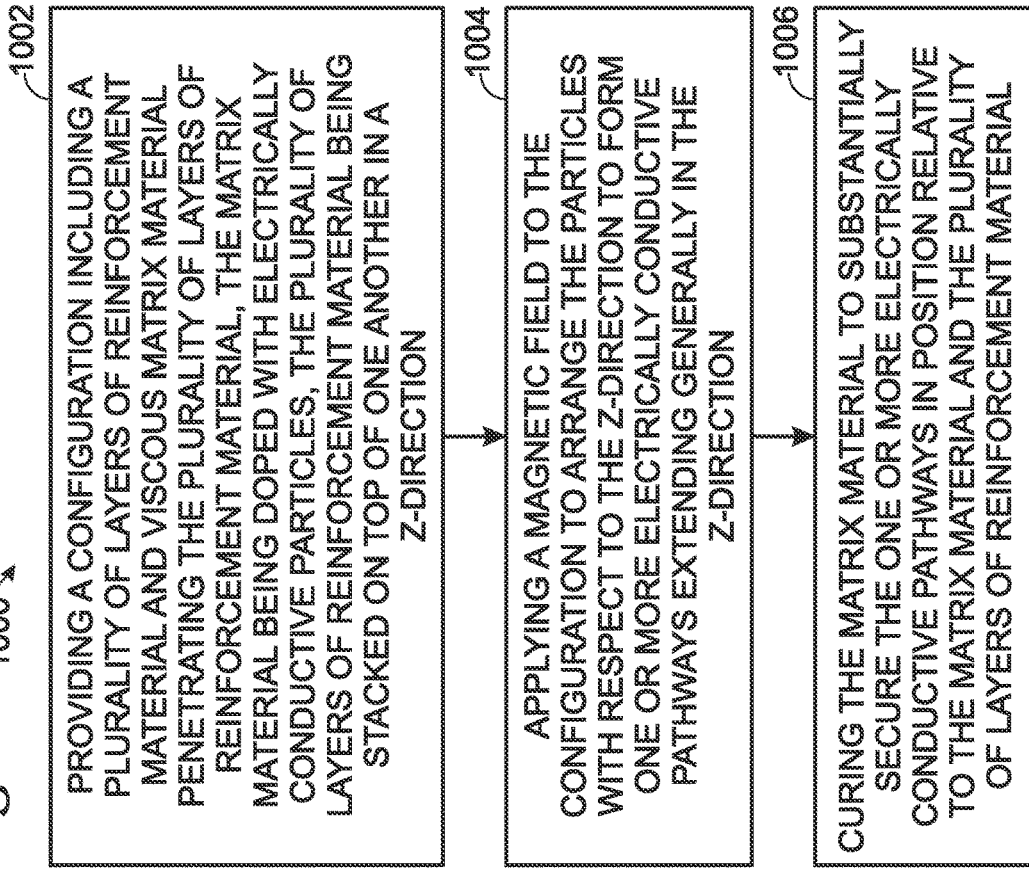 1002
PROVIDING A CONFIGURATION INCLUDING A
PLURALITY OF LAYERS OF REINFORCEMENT
MATERIAL AND VISCOUS MATRIX MATERIAL
PENETRATING THE PLURALITY OF LAYERS OF
REINFORCEMENT MATERIAL, THE MATRIX
MATERIAL BEING DOPED WITH ELECTRICALLY
CONDUCTIVE PARTICLES, THE PLURALITY OF
LAYERS OF REINFORCEMENT MATERIAL BEING
STACKED ON TOP OF ONE ANOTHER IN A
Z-DIRECTION
1004
APPLYING A MAGNETIC FIELD TO THE
CONFIGURATION TO ARRANGE THE PARTICLES
WITH RESPECT TO THE Z-DIRECTION TO FORM
ONE OR MORE ELECTRICALLY CONDUCTIVE
PATHWAYS EXTENDING GENERALLY IN THE
Z-DIRECTION
1006
CURING THE MATRIX MATERIAL TO SUBSTANTIALLY
SECURE THE ONE OR MORE ELECTRICALLY
CONDUCTIVE PATHWAYS IN POSITION RELATIVE
TO THE MATRIX MATERIAL AND THE PLURALITY
OF LAYERS OF REINFORCEMENT MATERIAL